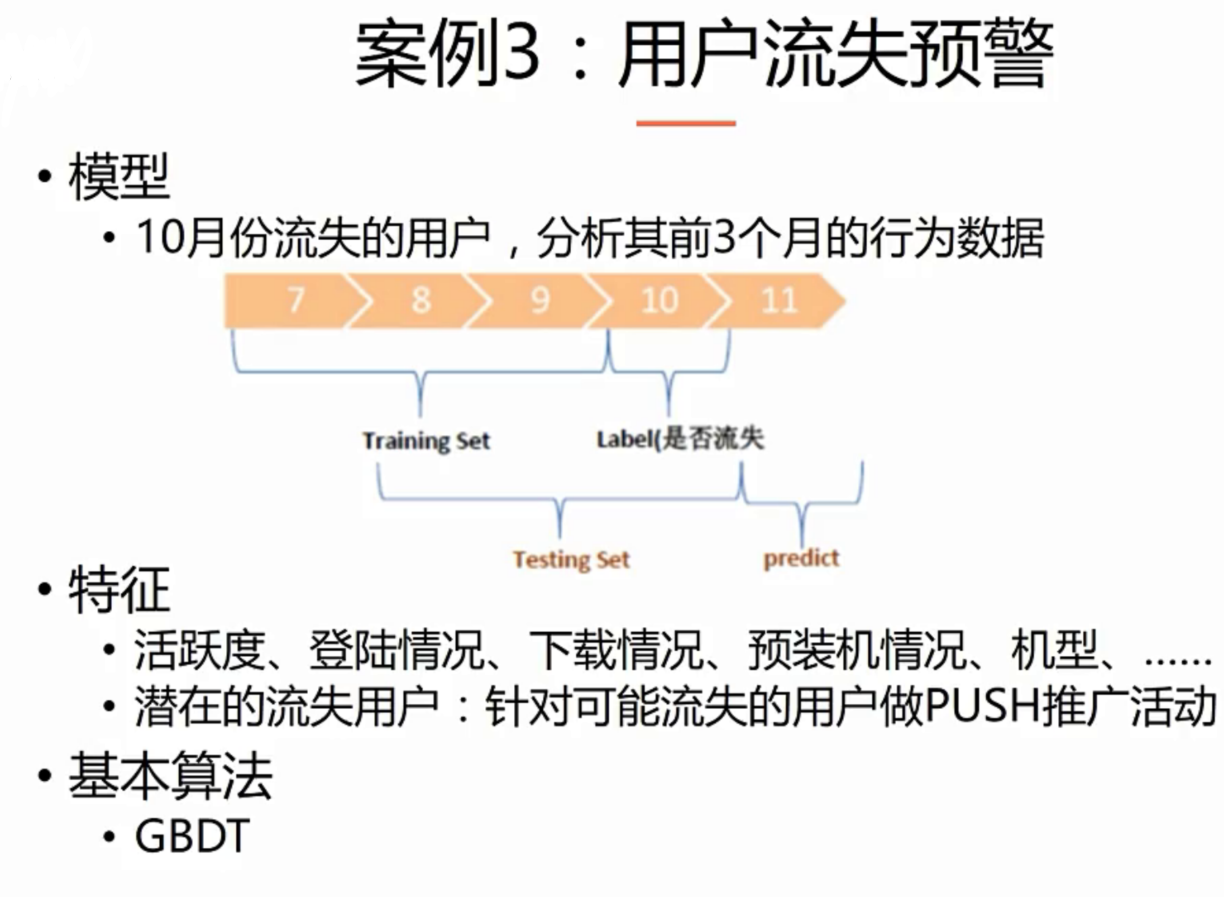 案例3：用户流失预警
• 模型
• 10月份流失的用户，分析其前3个月的行为数据
7 8 9 10 11
Training Set Label(是否流失
Testing Set predict
• 特征
• 活跃度、登陆情况、下载情况、预装机情况、机型、……
• 潜在的流失用户：针对可能流失的用户做PUSH推广活动
• 基本算法
• GBDT